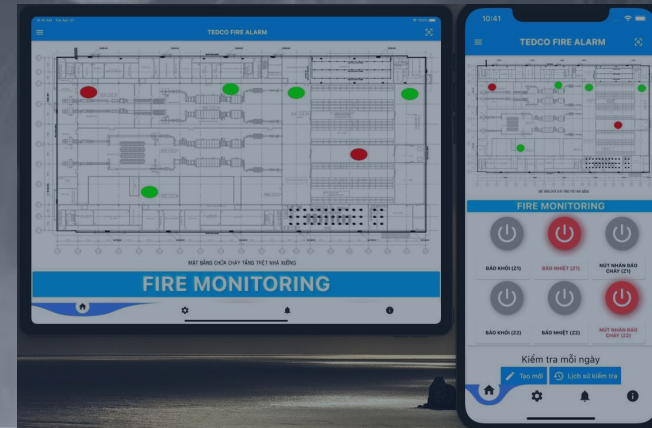 TEDCO FIRE ALARM
MẶT BẰNG CHỮA CHÁY TẦNG TRỆT NHÀ XƯỞNG
FIRE MONITORING
10:41
TEDCO FIRE ALARM
FIRE MONITORING
BÁO KHÓI (Z1)
BÁO NHIỆT (Z1)
NÚT NHẤN BÁO
CHÁY (Z1)
BÁO KHÓI (Z2)
BÁO NHIỆT (Z2)
NÚT NHẤN BÁO
CHÁY (Z2)
Kiểm tra mỗi ngày
Tạo mới
Lịch sử kiểm tra